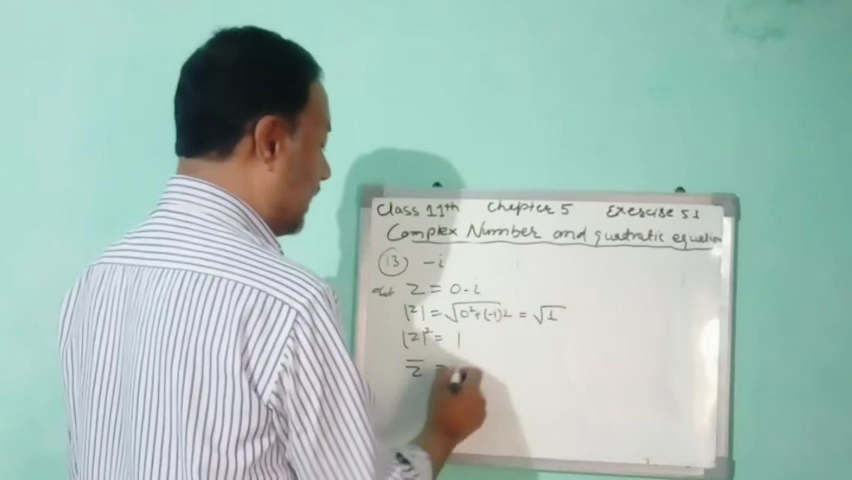 Class 11th Chapter 5 Exercise 5.1
Complex Number and quadratic equation
13) -i
Z = 0-i
|Z| = √0²+(-1)² = √1
|Z|² = 1
Z̅ =